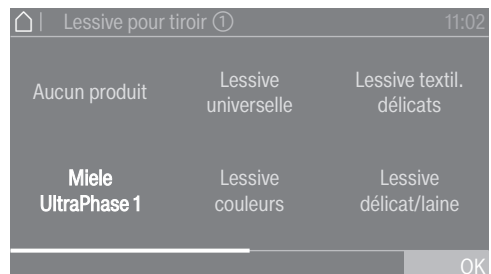 Lessive pour tiroir ① 11:02
Aucun produit
Lessive
universelle
Lessive textil.
délicats
Miele
UltraPhase 1
Lessive
couleurs
Lessive
délicat/laine
OK